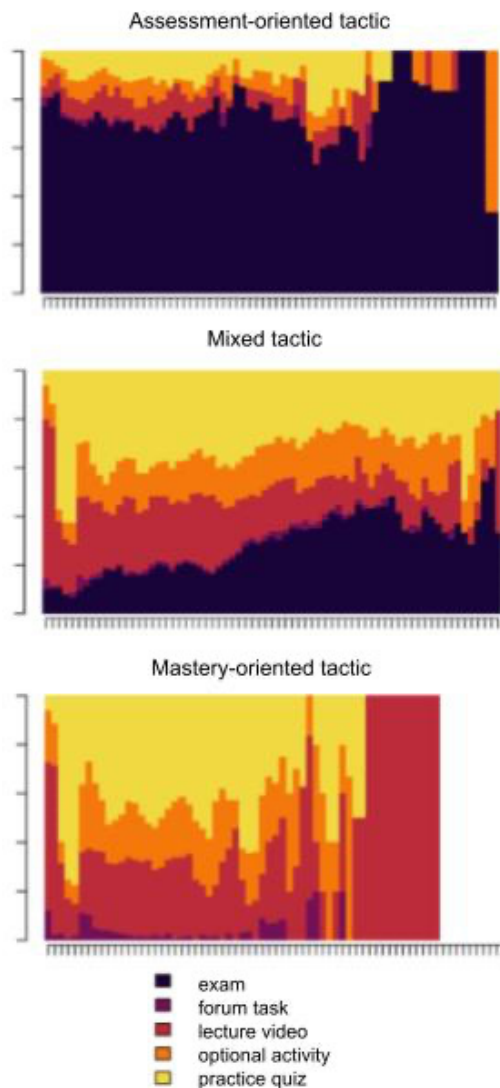 Assessment-oriented tactic
Mixed tactic
Mastery-oriented tactic
exam
forum task
lecture video
optional activity
practice quiz